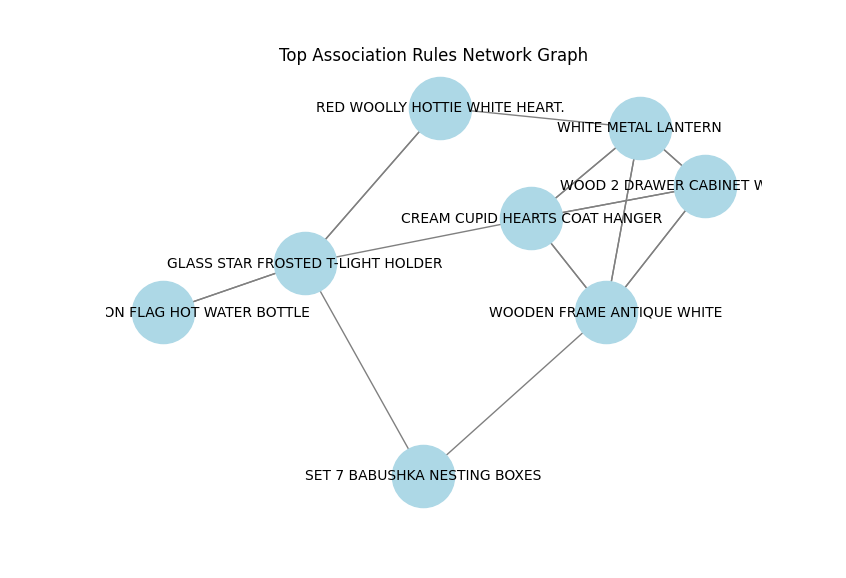 Top Association Rules Network Graph
RED WOOLLY HOTTIE WHITE HEART.
WHITE METAL LANTERN
WOOD 2 DRAWER CABINET
CREAM CUPID HEARTS COAT HANGER
GLASS STAR FROSTED T-LIGHT HOLDER
ON FLAG HOT WATER BOTTLE
WOODEN FRAME ANTIQUE WHITE
SET 7 BABUSHKA NESTING BOXES